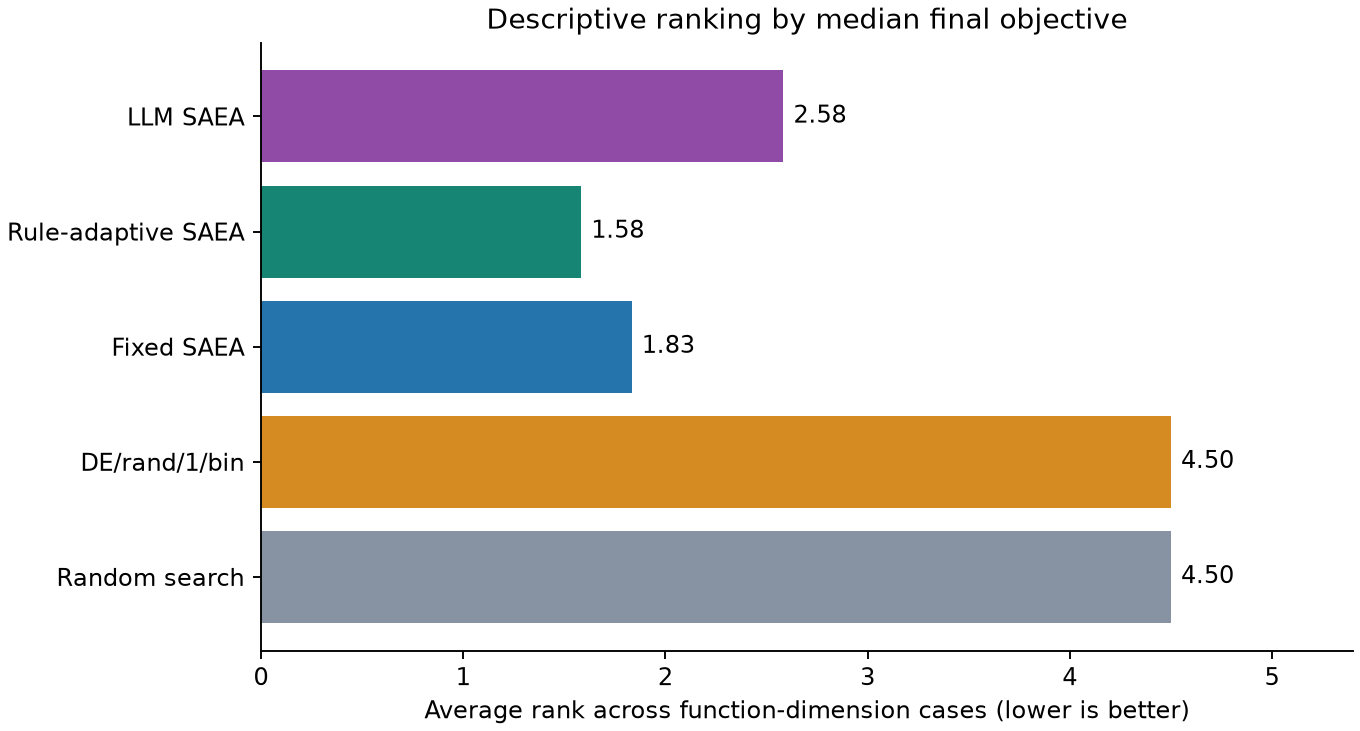 Descriptive ranking by median final objective
LLM SAEA
2.58
Rule-adaptive SAEA
1.58
Fixed SAEA
1.83
DE/rand/1/bin
4.50
Random search
4.50
0 1 2 3 4 5
Average rank across function-dimension cases (lower is better)